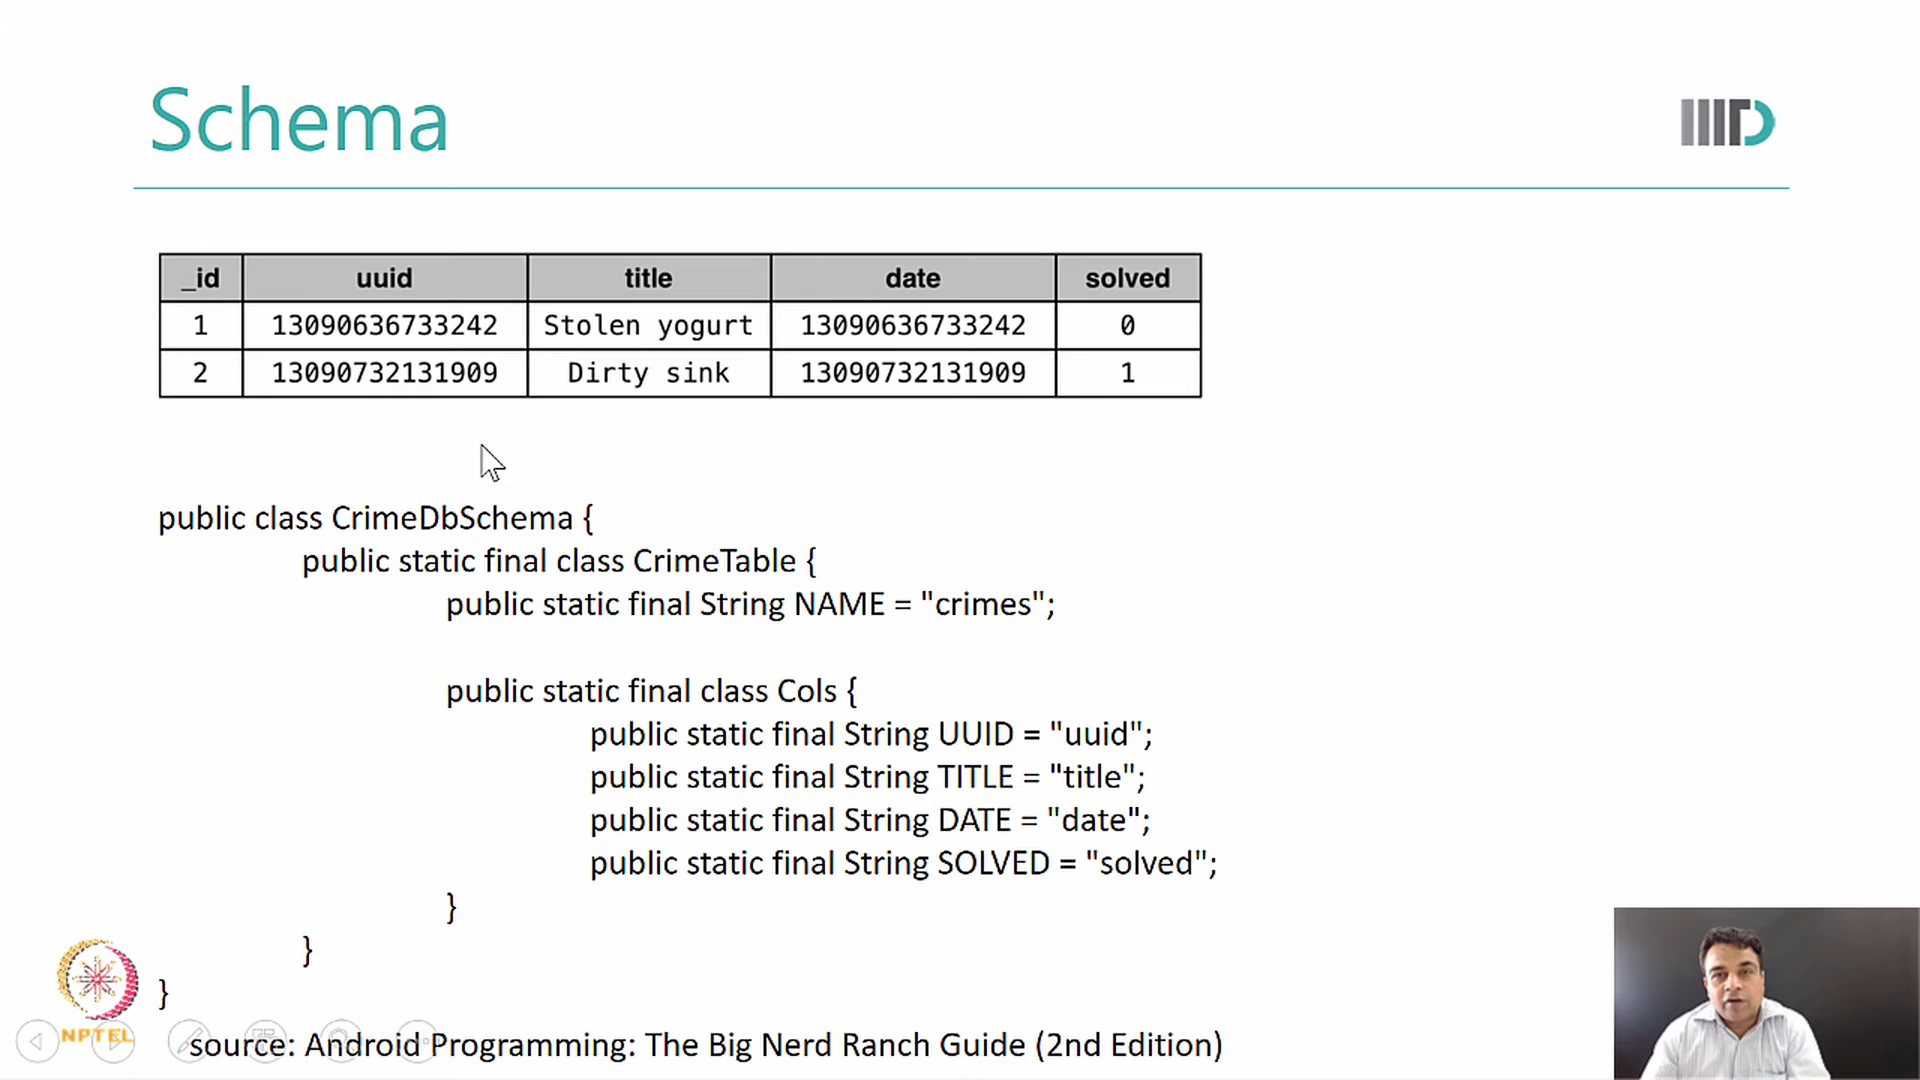 Schema
IIITD
_id uuid title date solved
1 13090636733242 Stolen yogurt 13090636733242 0
2 13090732131909 Dirty sink 13090732131909 1
public class CrimeDbSchema {
public static final class CrimeTable {
public static final String NAME = "crimes";
public static final class Cols {
public static final String UUID = "uuid";
public static final String TITLE = "title";
public static final String DATE = "date";
public static final String SOLVED = "solved";
}
}
}
NPTEL
source: Android Programming: The Big Nerd Ranch Guide (2nd Edition)